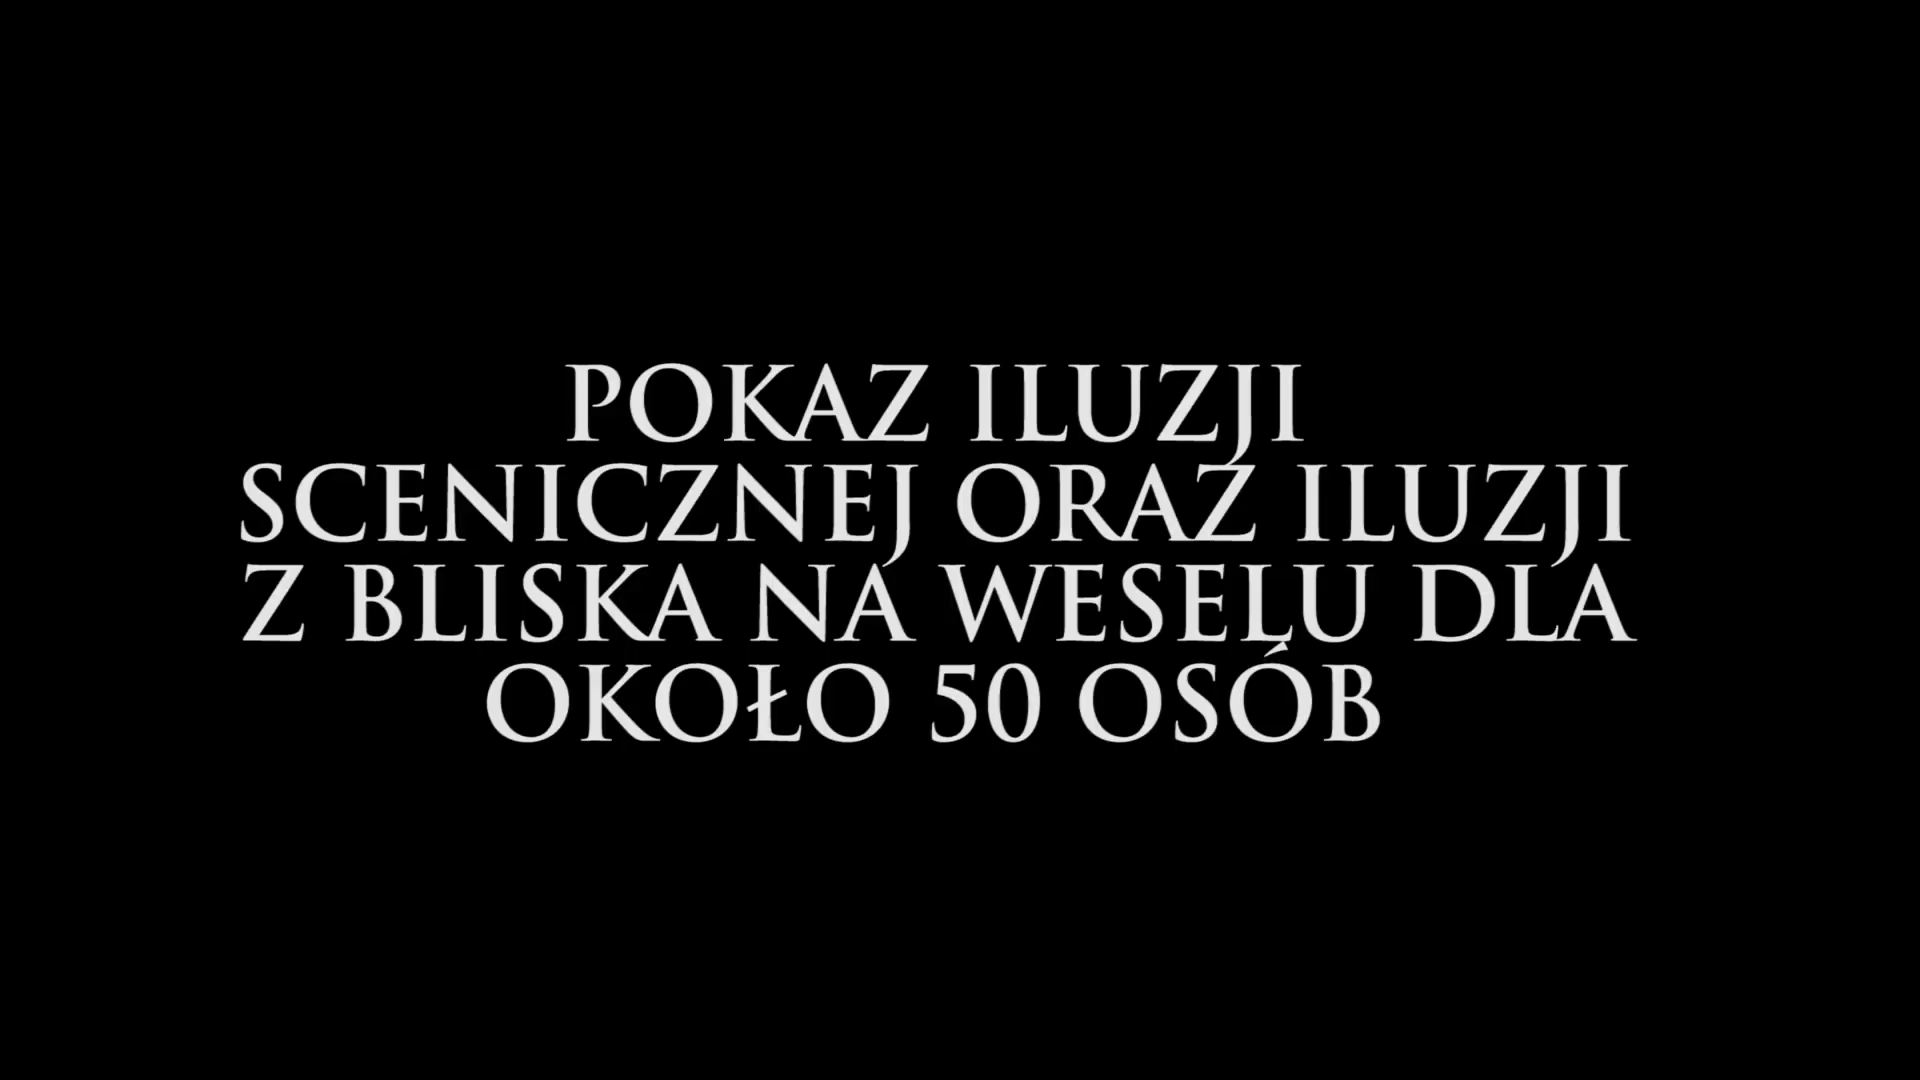 POKAZ ILUZJI
SCENICZNEJ ORAZ ILUZJI
Z BLISKA NA WESELU DLA
OKOŁO 50 OSÓB